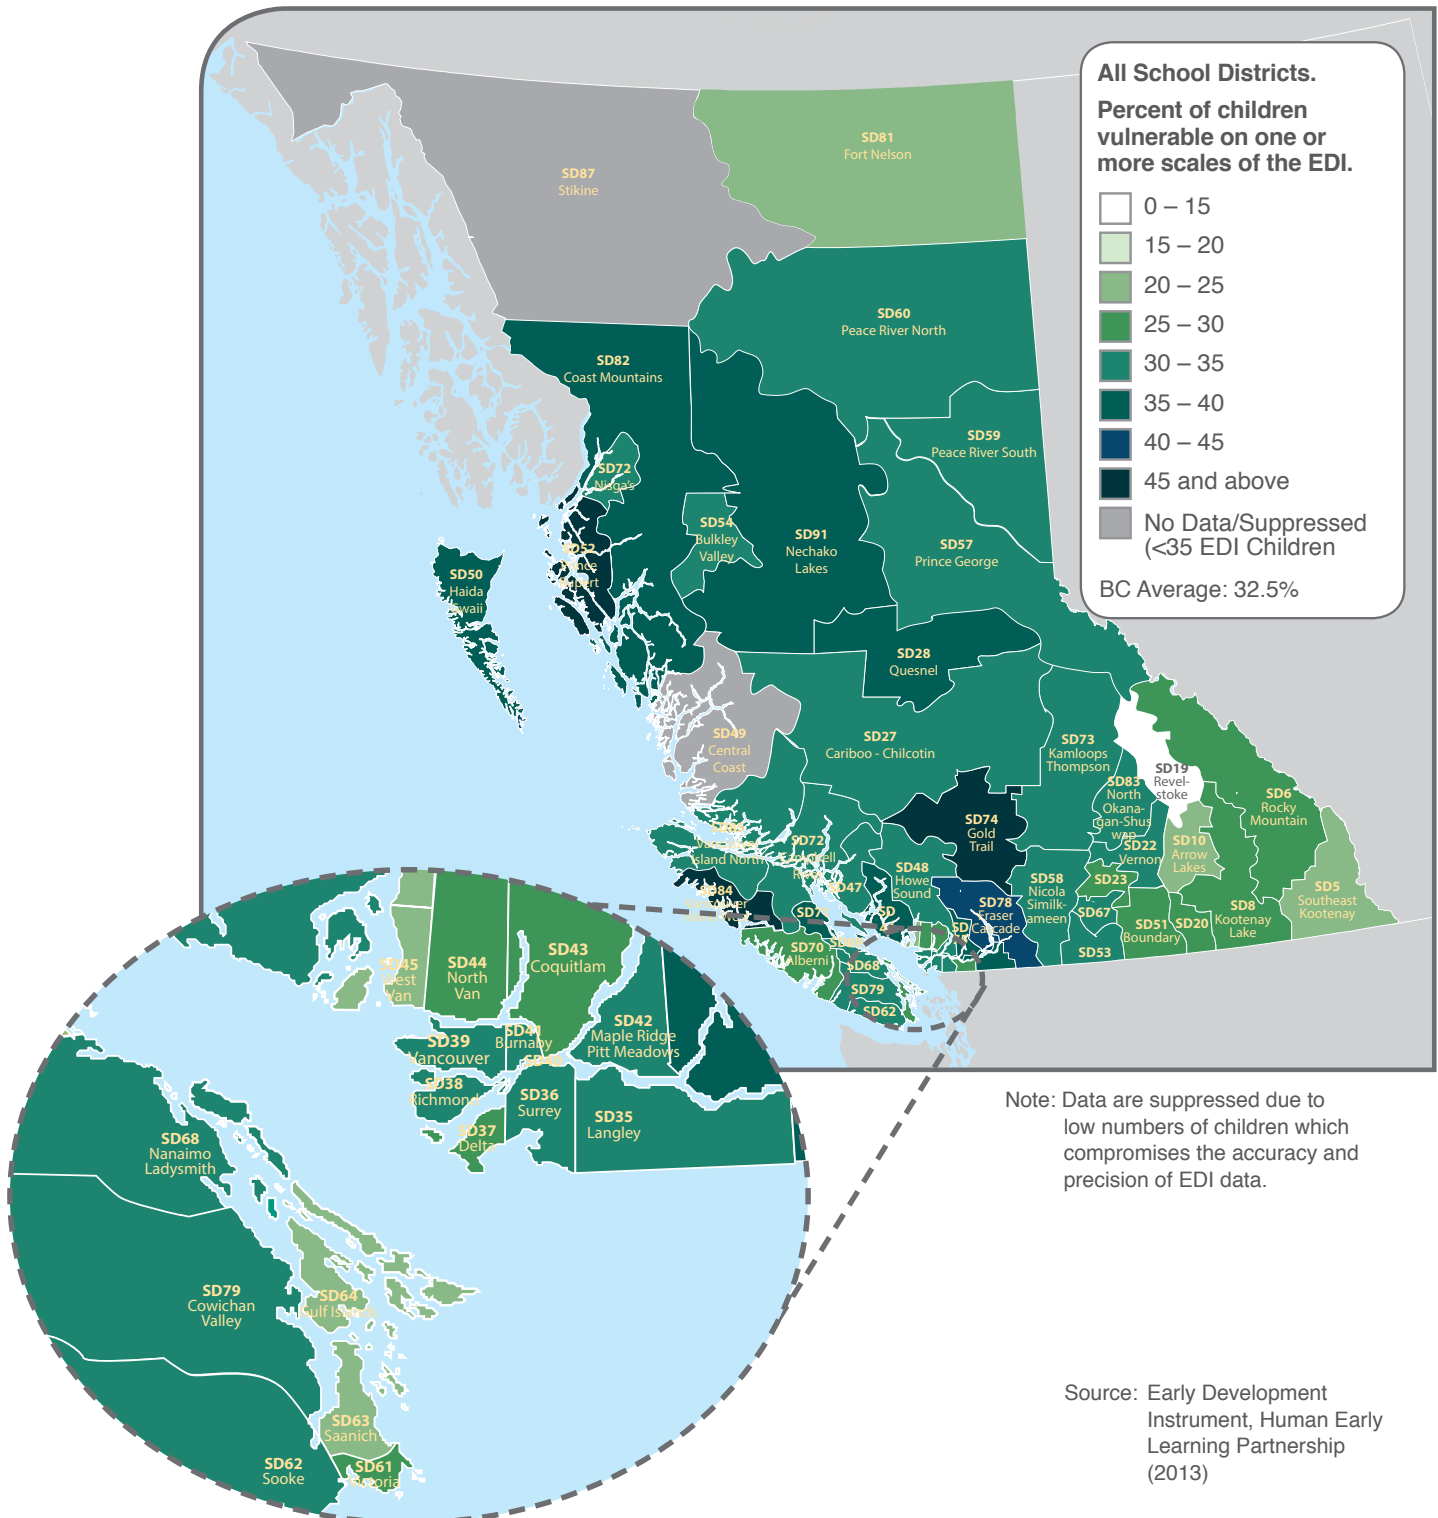 All School Districts.
Percent of children
vulnerable on one or
more scales of the EDI.
0 – 15
15 – 20
20 – 25
25 – 30
30 – 35
35 – 40
40 – 45
45 and above
No Data/Suppressed
(<35 EDI Children
BC Average: 32.5%
SD81
Fort Nelson
SD87
Stikine
SD60
Peace River North
SD82
Coast Mountains
SD59
Peace River South
SD72
Nisga's
SD54
Bulkley
Valley
SD91
Nechako
Lakes
SD57
Prince George
SD52
Prince
Rupert
SD50
Haida
Gwaii
SD28
Quesnel
SD49
Central
Coast
SD27
Cariboo - Chilcotin
SD73
Kamloops
Thompson
SD19
Revel-
stoke
SD83
North
Okana-
gan-Shus
wap
SD6
Rocky
Mountain
SD74
Gold
Trail
Island North
SD72
Campbell
River
SD22
Vernon
SD10
Arrow
Lakes
SD48
Howe
Sound
SD47
SD84
SD58
Nicola
Similk-
ameen
SD23
SD5
Southeast
Kootenay
SD78
Fraser
Cascade
SD71
SD
SD
SD67
SD51
Boundary
SD20
SD8
Kootenay
Lake
SD70
Alberni
SD53
SD68
SD79
SD62
SD45
West
Van
SD44
North
Van
SD43
Coquitlam
SD39
Vancouver
SD41
Burnaby
SD42
Maple Ridge
Pitt Meadows
SD38
Richmond
SD36
Surrey
SD35
Langley
SD37
Delta
SD68
Nanaimo
Ladysmith
SD79
Cowichan
Valley
SD64
Gulf Islands
SD63
Saanich
SD62
Sooke
SD61
Victoria
Note: Data are suppressed due to
low numbers of children which
compromises the accuracy and
precision of EDI data.
Source: Early Development
Instrument, Human Early
Learning Partnership
(2013)